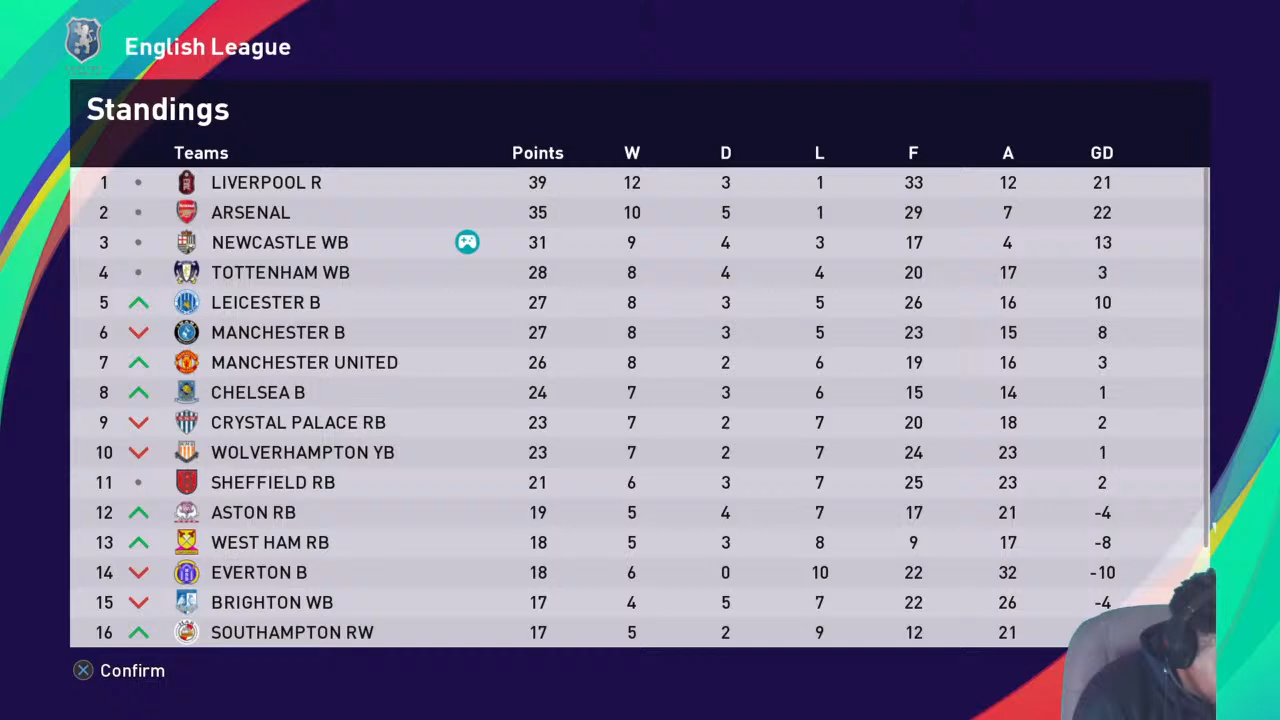 English League
Standings
Teams Points W D L F A GD
1 LIVERPOOL R 39 12 3 1 33 12 21
2 ARSENAL 35 10 5 1 29 7 22
3 NEWCASTLE WB 31 9 4 3 17 4 13
4 TOTTENHAM WB 28 8 4 4 20 17 3
5 LEICESTER B 27 8 3 5 26 16 10
6 MANCHESTER B 27 8 3 5 23 15 8
7 MANCHESTER UNITED 26 8 2 6 19 16 3
8 CHELSEA B 24 7 3 6 15 14 1
9 CRYSTAL PALACE RB 23 7 2 7 20 18 2
10 WOLVERHAMPTON YB 23 7 2 7 24 23 1
11 SHEFFIELD RB 21 6 3 7 25 23 2
12 ASTON RB 19 5 4 7 17 21 -4
13 WEST HAM RB 18 5 3 8 9 17 -8
14 EVERTON B 18 6 0 10 22 32 -10
15 BRIGHTON WB 17 4 5 7 22 26 -4
16 SOUTHAMPTON RW 17 5 2 9 12 21
Confirm